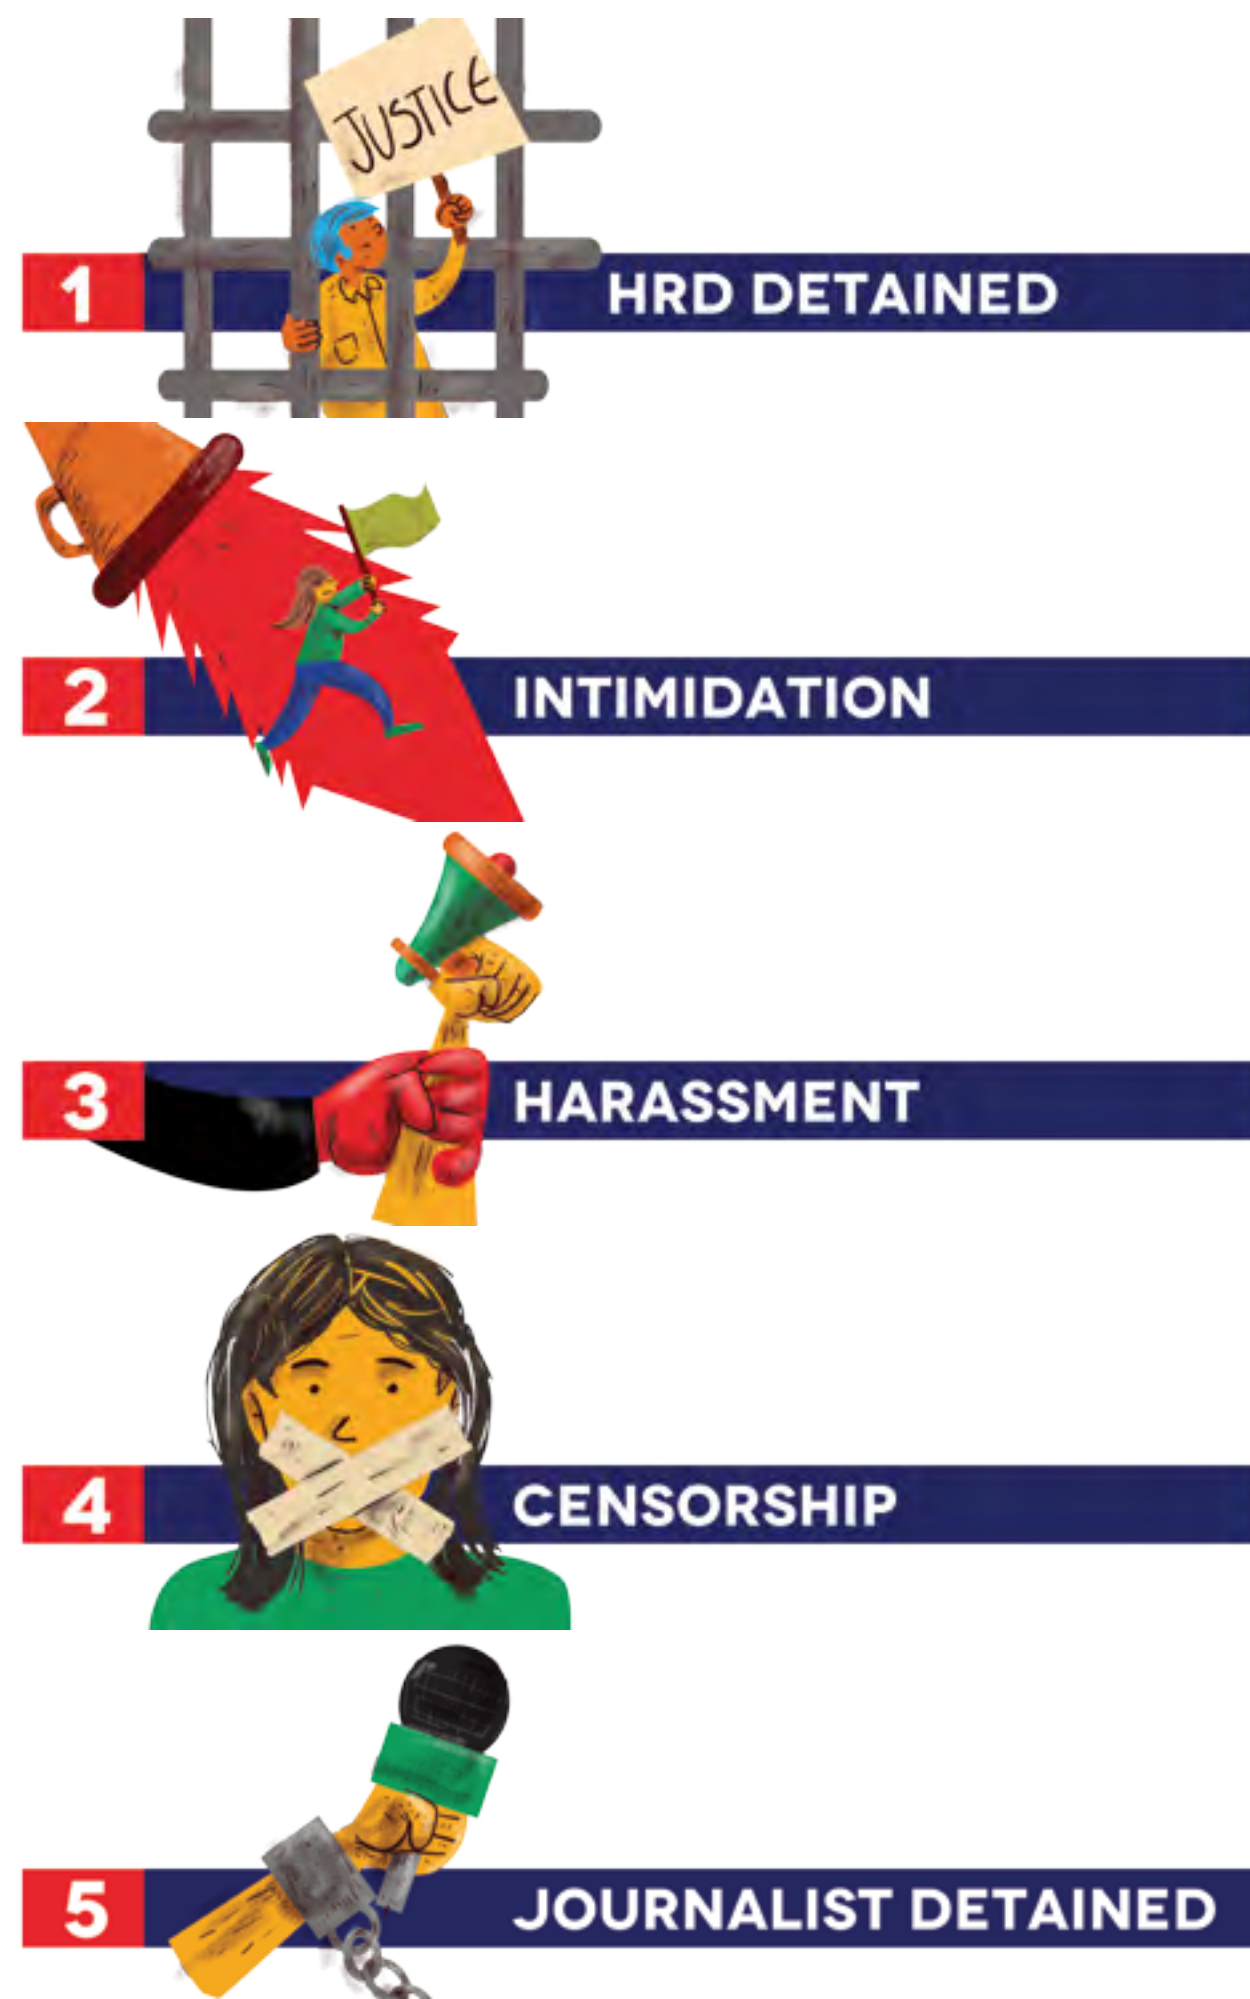 JUSTICE
1 HRD DETAINED
2 INTIMIDATION
3 HARASSMENT
4 CENSORSHIP
5 JOURNALIST DETAINED